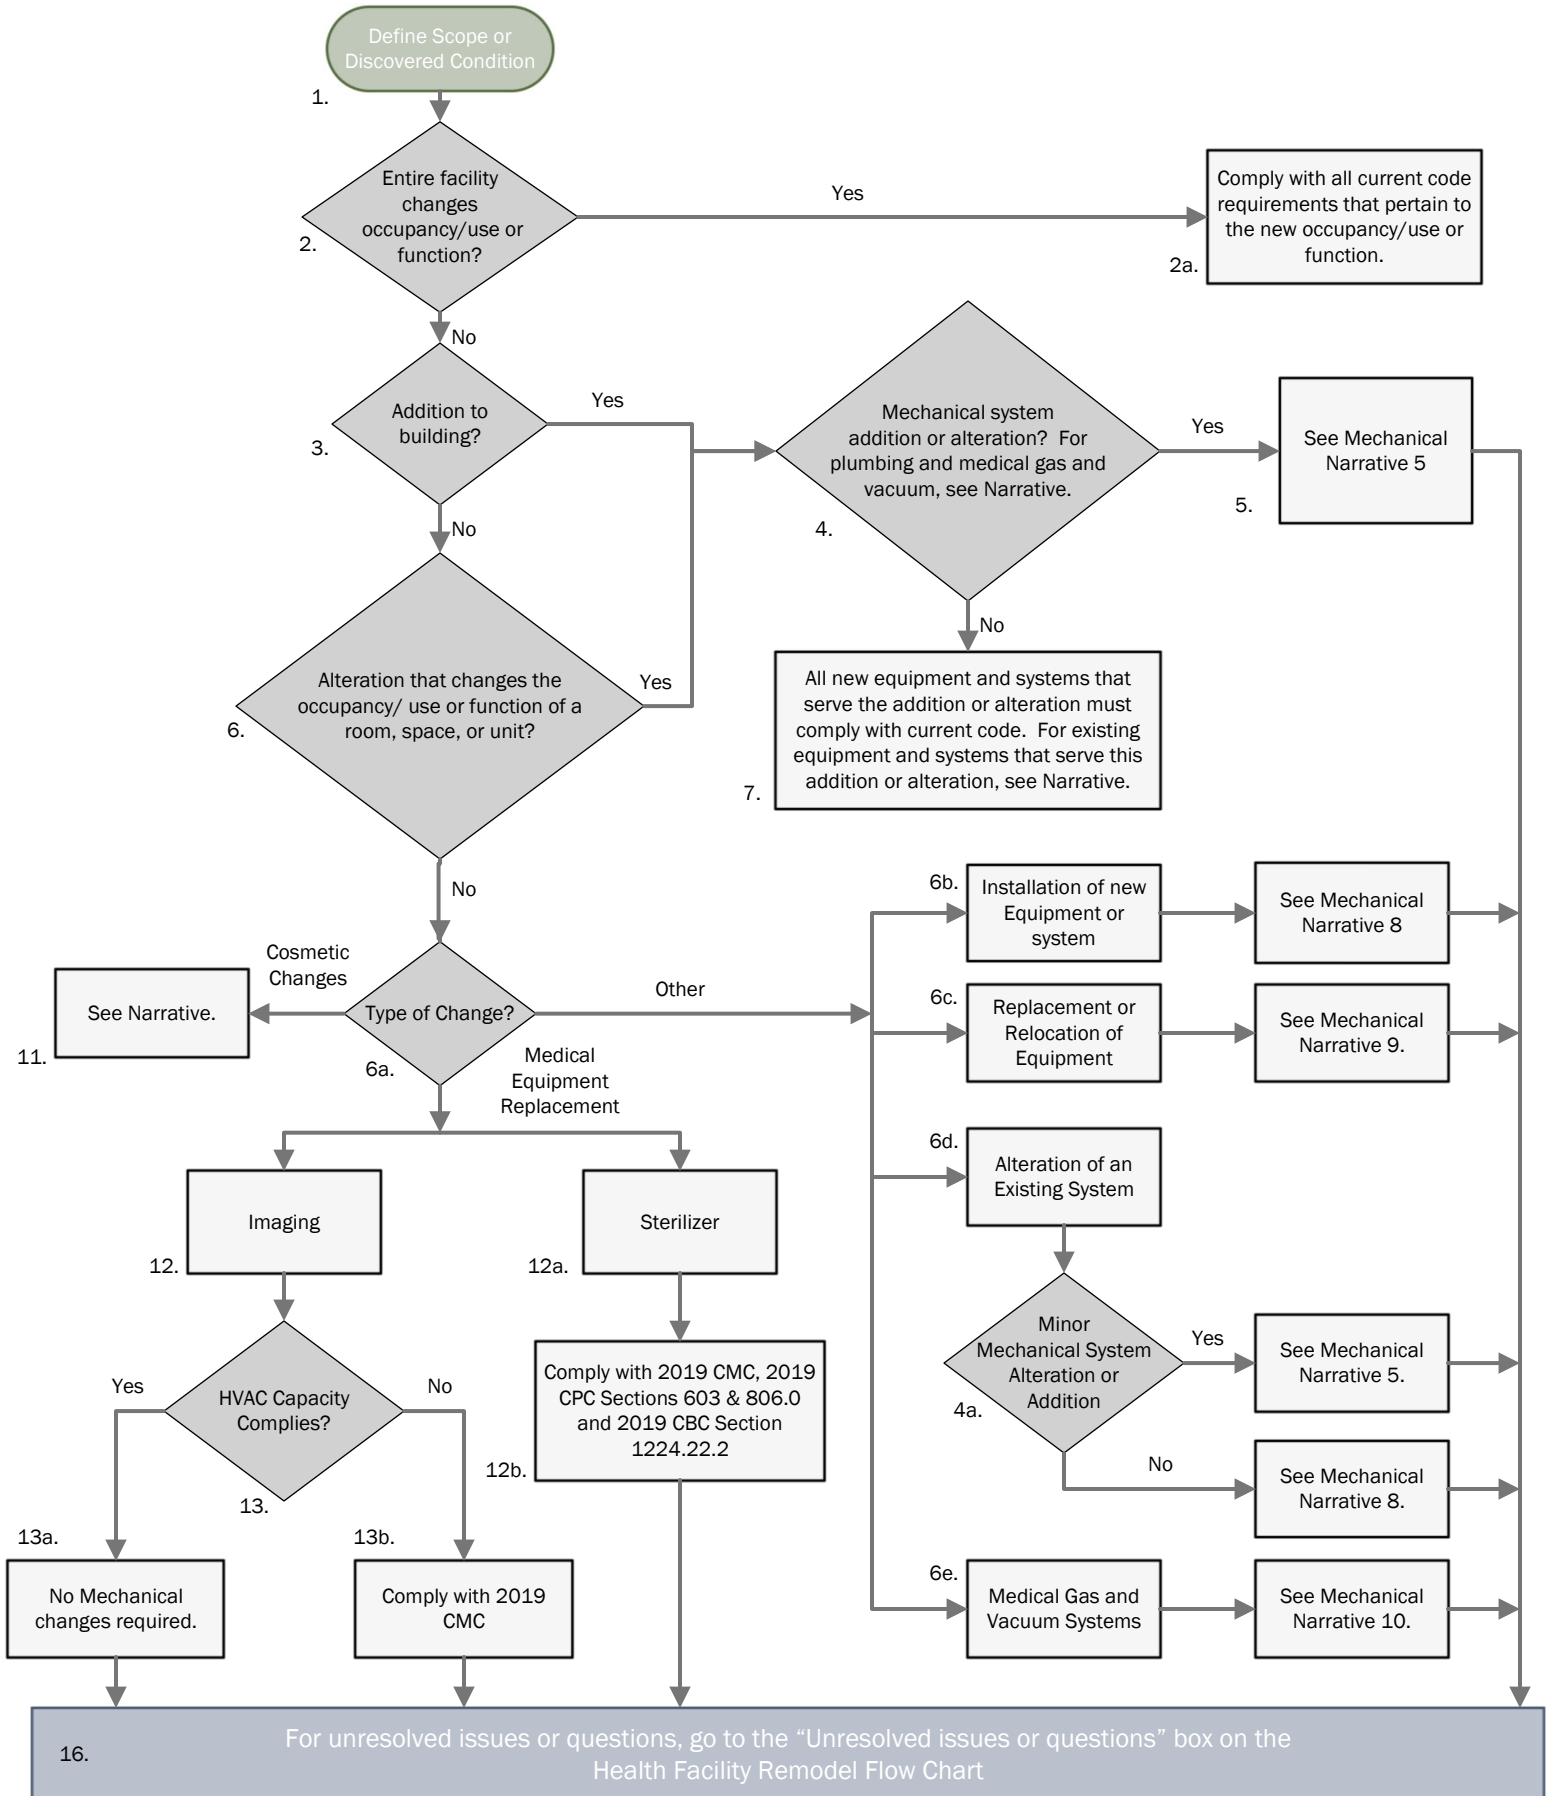 Define Scope or
Discovered Condition
1.
Entire facility
changes
occupancy/use or
function?
2.
Yes
Comply with all current code
requirements that pertain to
the new occupancy/use or
function.
2a.
No
Addition to
building?
3.
Yes
Mechanical system
addition or alteration?  For
plumbing and medical gas and
vacuum, see Narrative.
4.
Yes
See Mechanical
Narrative 5
5.
No
No
Alteration that changes the
occupancy/ use or function of a
room, space, or unit?
6.
Yes
All new equipment and systems that
serve the addition or alteration must
comply with current code.  For existing
equipment and systems that serve this
addition or alteration, see Narrative.
7.
No
Type of Change?
6a.
Cosmetic
Changes
See Narrative.
11.
Other
Medical
Equipment
Replacement
6b.
Installation of new
Equipment or
system
See Mechanical
Narrative 8
6c.
Replacement or
Relocation of
Equipment
See Mechanical
Narrative 9.
6d.
Alteration of an
Existing System
Minor
Mechanical System
Alteration or
Addition
4a.
Yes
See Mechanical
Narrative 5.
No
See Mechanical
Narrative 8.
6e.
Medical Gas and
Vacuum Systems
See Mechanical
Narrative 10.
Imaging
12.
Sterilizer
12a.
HVAC Capacity
Complies?
13.
Yes
No
Comply with 2019 CMC, 2019
CPC Sections 603 & 806.0
and 2019 CBC Section
1224.22.2
12b.
13a.
No Mechanical
changes required.
13b.
Comply with 2019
CMC
16.
For unresolved issues or questions, go to the “Unresolved issues or questions” box on the
Health Facility Remodel Flow Chart